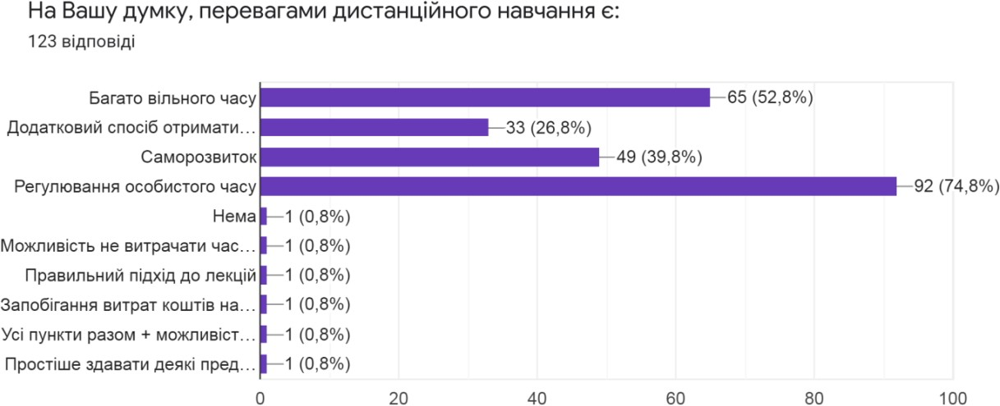 На Вашу думку, перевагами дистанційного навчання є:
123 відповіді
Багато вільного часу 65 (52,8%)
Додатковий спосіб отримати… 33 (26,8%)
Саморозвиток 49 (39,8%)
Регулювання особистого часу 92 (74,8%)
Нема 1 (0,8%)
Можливість не витрачати час… 1 (0,8%)
Правильний підхід до лекцій 1 (0,8%)
Запобігання витрат коштів на… 1 (0,8%)
Усі пункти разом + можливіст… 1 (0,8%)
Простіше здавати деякі пред… 1 (0,8%)
0 20 40 60 80 100